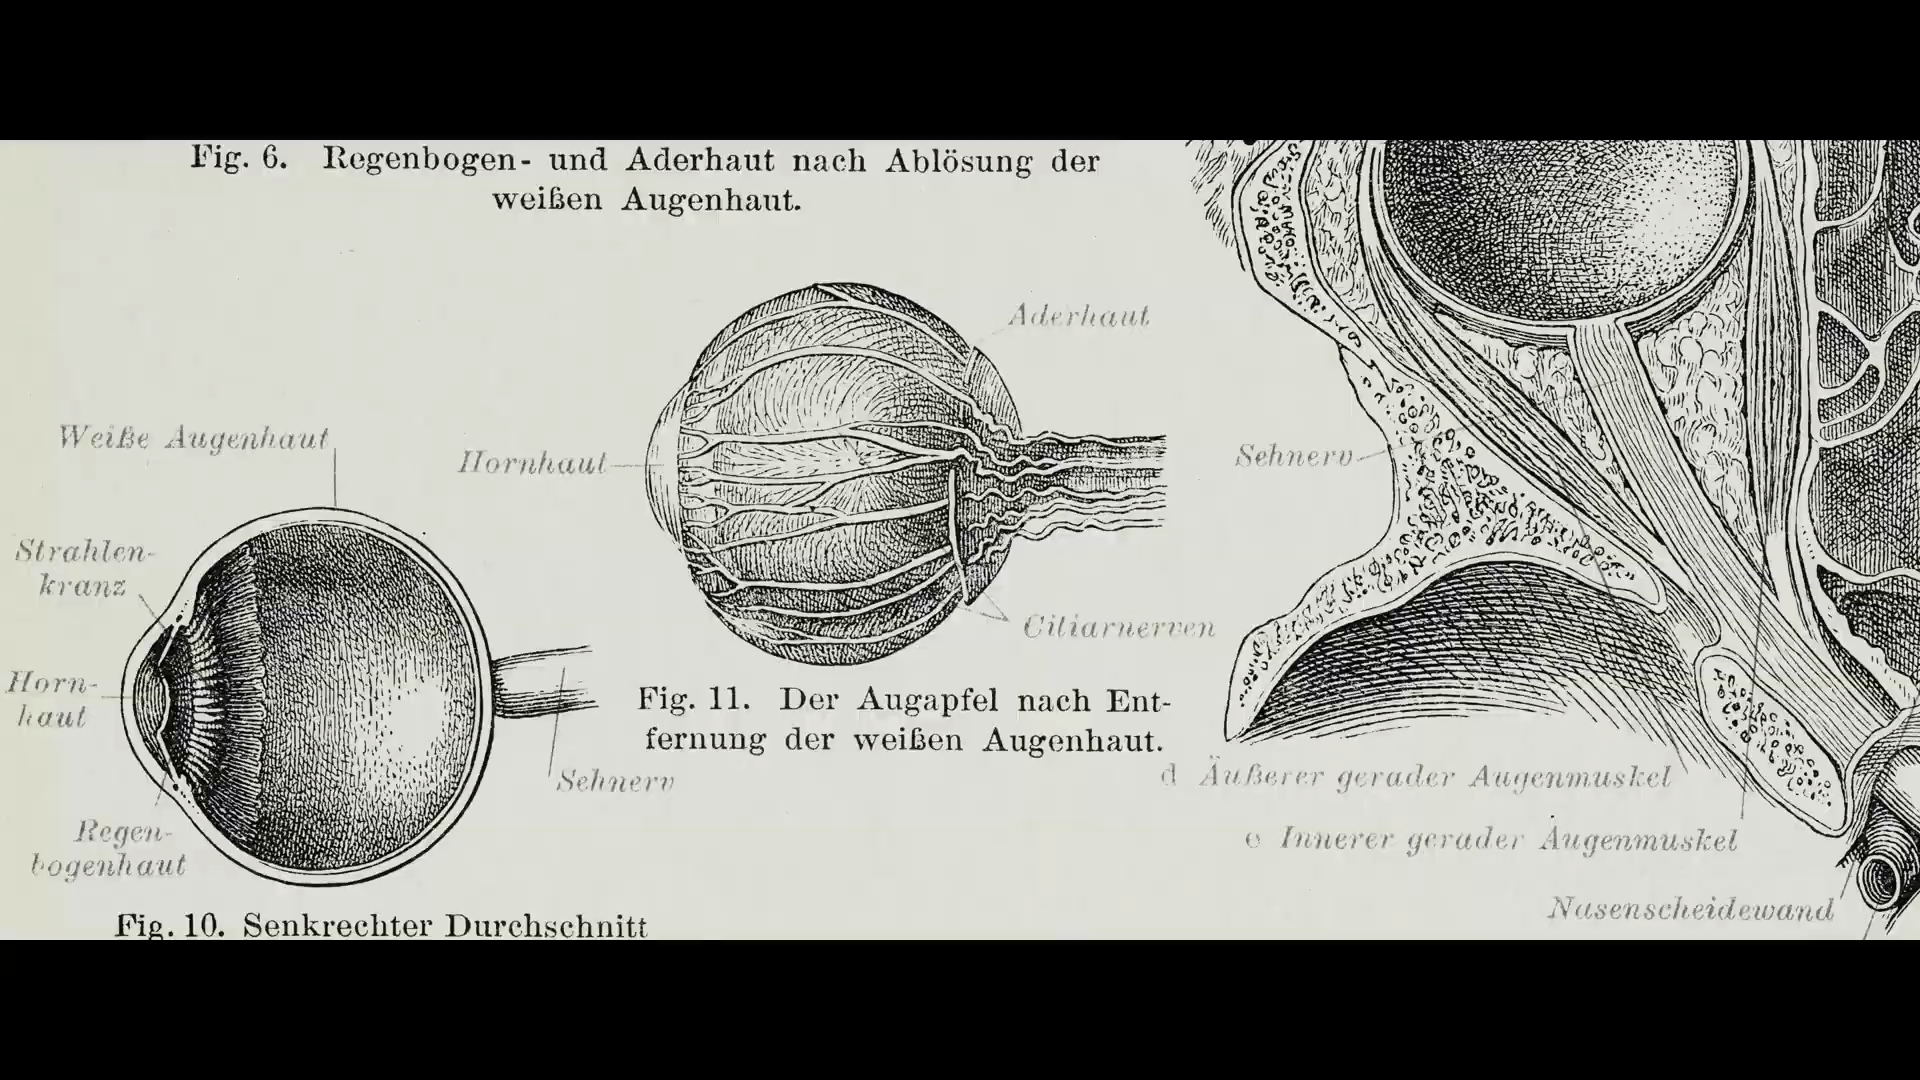 Fig. 6. Regenbogen- und Aderhaut nach Ablösung der
weißen Augenhaut.
Aderhaut
Weiße Augenhaut
Hornhaut
Sehnerv
Strahlen-
kranz
Ciliarnerven
Horn-
haut
Fig. 11. Der Augapfel nach Ent-
fernung der weißen Augenhaut.
Sehnerv
d Äußerer gerader Augenmuskel
Regen-
bogenhaut
e Innerer gerader Augenmuskel
Nasenscheidewand
Fig. 10. Senkrechter Durchschnitt